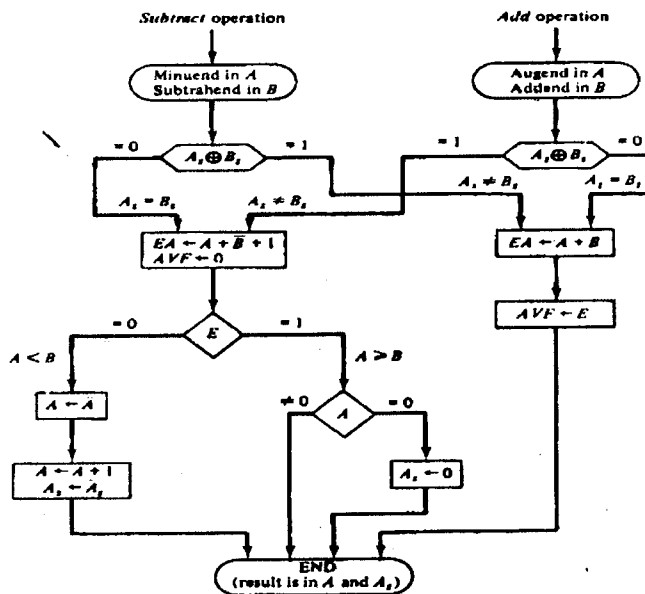 Subtract operation
Add operation
Minuend in A
Subtrahend in B
Augend in A
Addend in B
= 0
A_s ⊕ B_s
= 1
= 1
A_s ⊕ B_s
= 0
A_s = B_s
A_s ≠ B_s
A_s ≠ B_s
A_s = B_s
EA ← A + B̅ + 1
AVF ← 0
EA ← A + B
AVF ← E
= 0
E
= 1
A < B
A ≥ B
≠ 0
A
= 0
A ← A
A ← A + 1
A_s ← A̅_s
A_s ← 0
END
(result is in A and A_s)